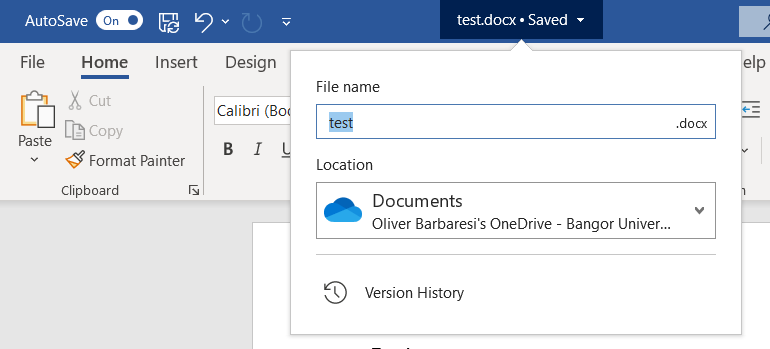 AutoSave On
test.docx • Saved
File Home Insert Design elp
File name
test .docx
Location
Documents
Oliver Barbaresi's OneDrive - Bangor Univer...
Version History
Cut
Copy
Format Painter
Paste
Clipboard
Calibri (Boo
B I U